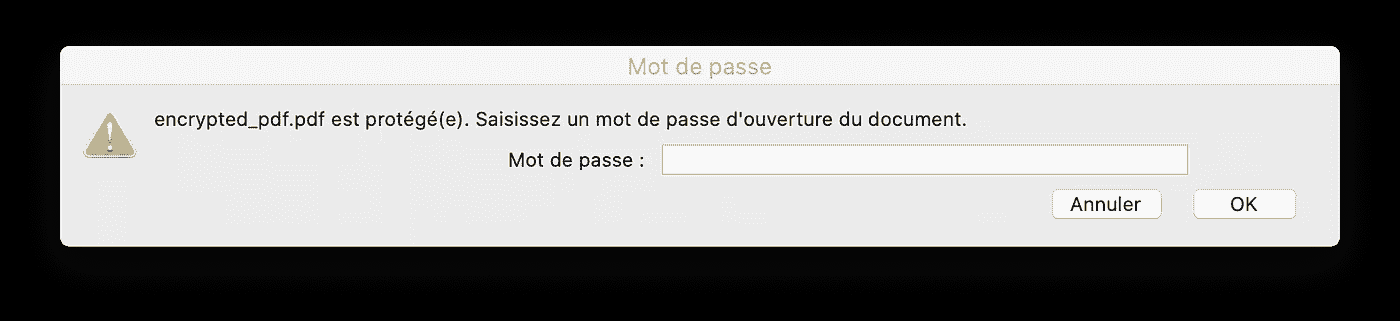 Mot de passe
encrypted_pdf.pdf est protégé(e). Saisissez un mot de passe d'ouverture du document.
Mot de passe :
Annuler OK